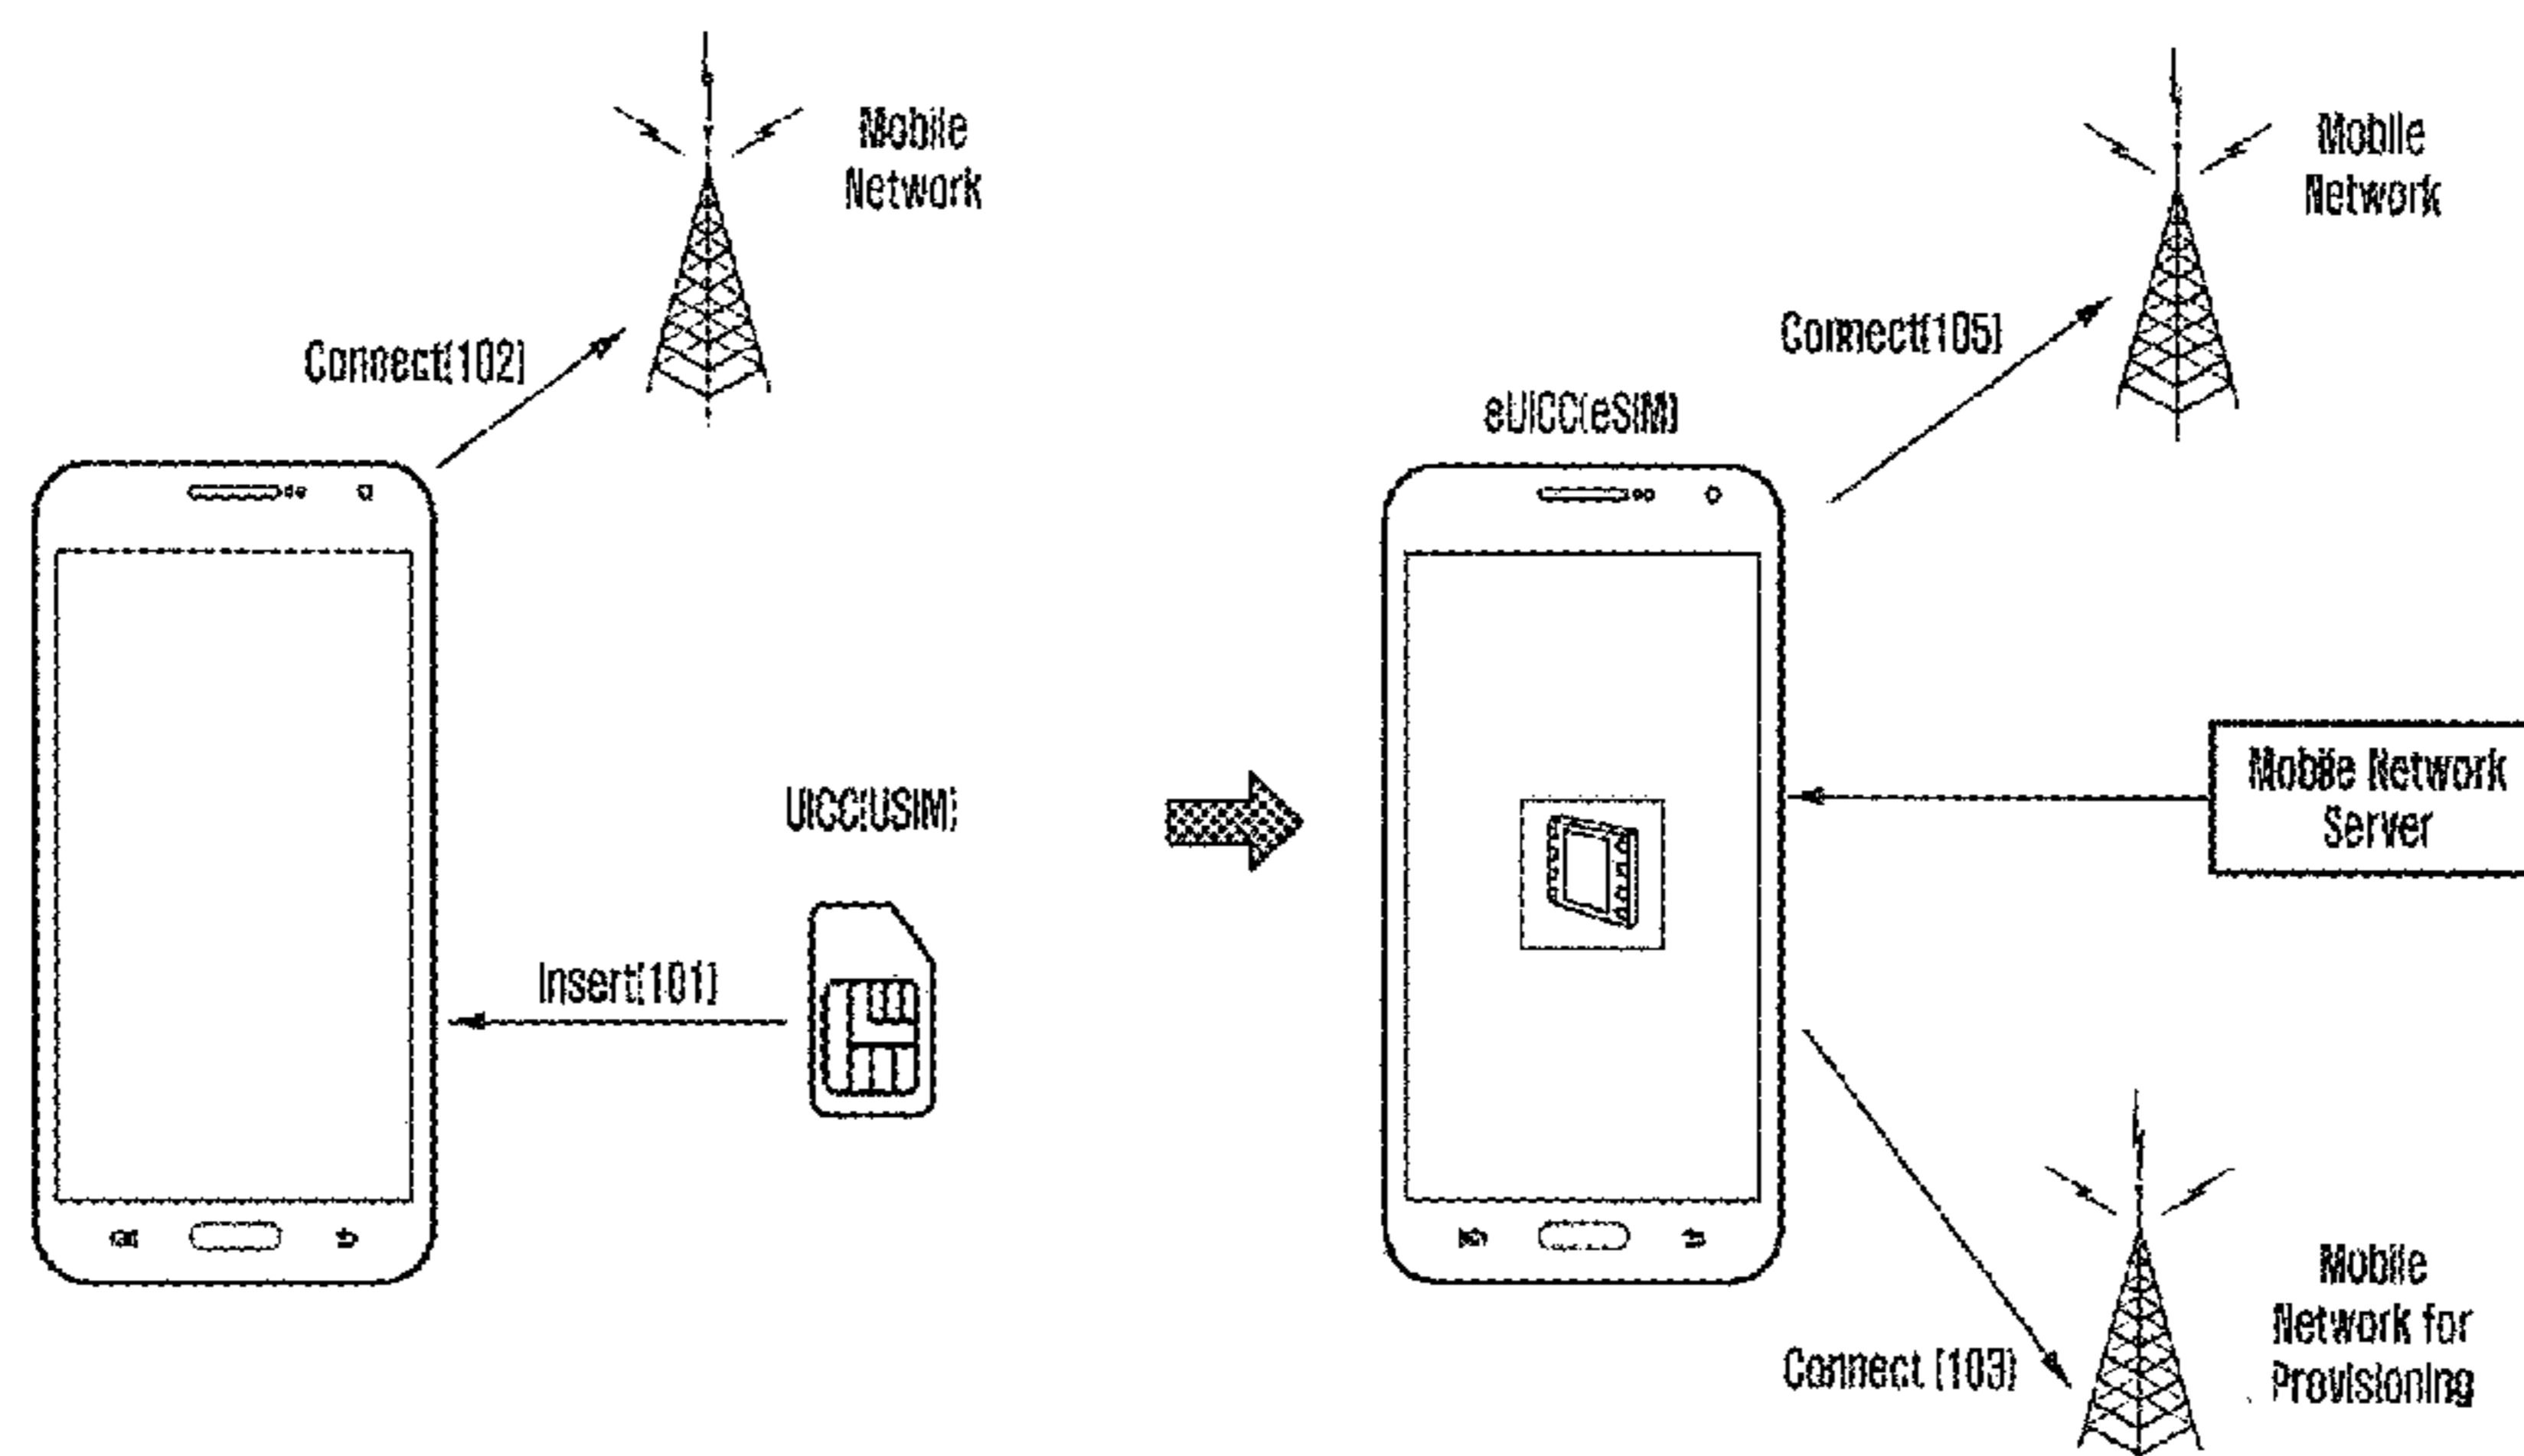 Mobile
Network
Connect(102)
UICC(USIM)
Insert(101)
Mobile
Network
Connect(105)
eUICC(eSIM)
Mobile Network
Server
Connect (103)
Mobile
Network for
Provisioning